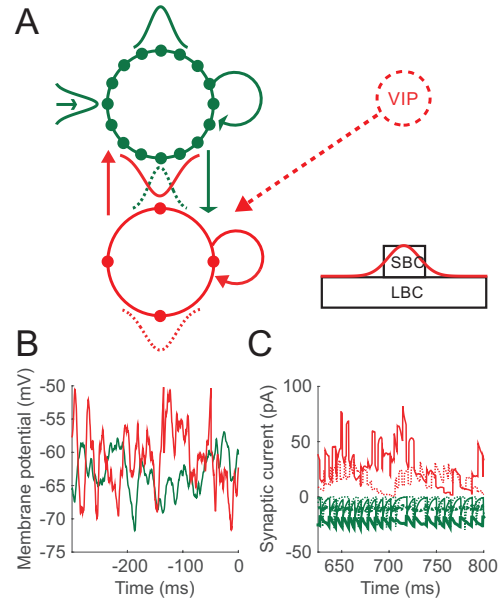 A
VIP
SBC
LBC
B
Membrane potential (mV)
-50
-55
-60
-65
-70
-75
-200
-100
0
Time (ms)
C
Synaptic current (pA)
100
50
0
-50
650
700
750
800
Time (ms)